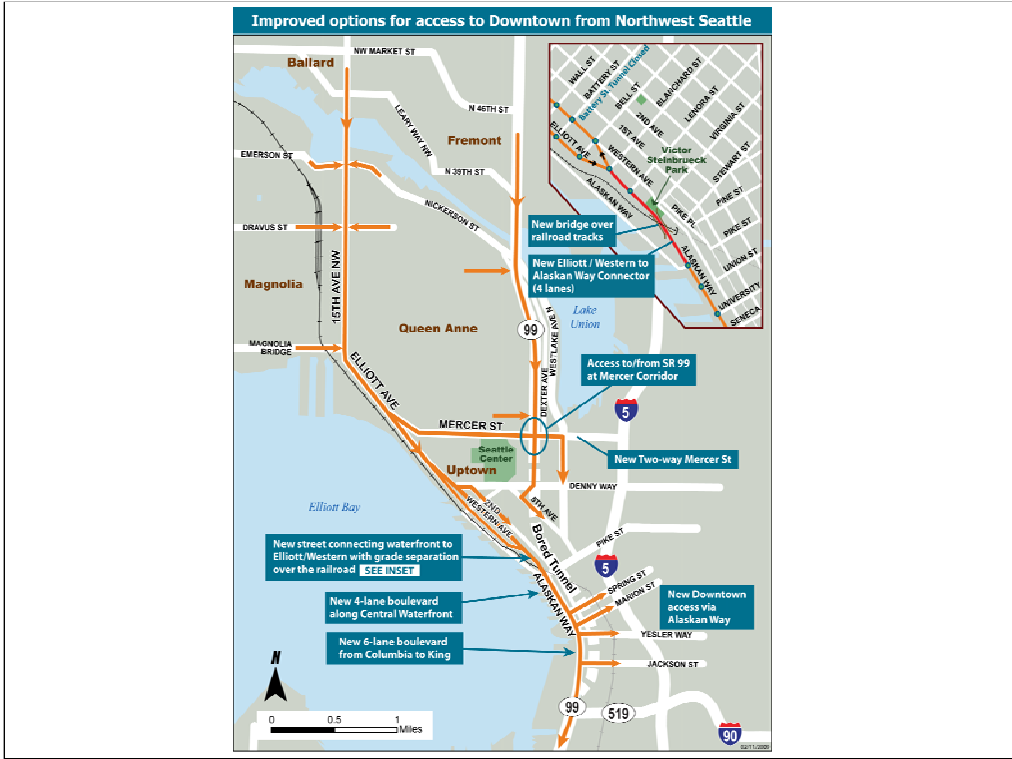 Improved options for access to Downtown from Northwest Seattle
NW MARKET ST
Ballard
LEARY WAY NW
N 46TH ST
Fremont
EMERSON ST
N 39TH ST
NICKERSON ST
DRAVUS ST
15TH AVE NW
Magnolia
Queen Anne
99
N
WESTLAKE AVE
DEXTER AVE
Lake
Union
MAGNOLIA
BRIDGE
ELLIOTT AVE
MERCER ST
Seattle
Center
Uptown
DENNY WAY
Elliott Bay
2ND
WESTERN AVE
6TH AVE
Bored Tunnel
PIKE ST
5
5
ALASKAN WAY
SPRING ST
MARION ST
YESLER WAY
JACKSON ST
99
519
90
WALL ST
BATTERY ST
Battery St. Tunnel Closed
BELL ST
BLANCHARD ST
LENORA ST
VIRGINIA ST
2ND AVE
1ST AVE
ELLIOTT AVE
WESTERN AVE
STEWART ST
Victor
Steinbrueck
Park
ALASKAN WAY
PINE ST
PIKE PL
PIKE ST
ALASKAN WAY
UNION ST
UNIVERSITY
SENECA
New bridge over
railroad tracks
New Elliott / Western to
Alaskan Way Connector
(4 lanes)
Access to/from SR 99
at Mercer Corridor
New Two-way Mercer St
New street connecting waterfront to
Elliott/Western with grade separation
over the railroad SEE INSET
New 4-lane boulevard
along Central Waterfront
New 6-lane boulevard
from Columbia to King
New Downtown
access via
Alaskan Way
N
0 0.5 1
Miles